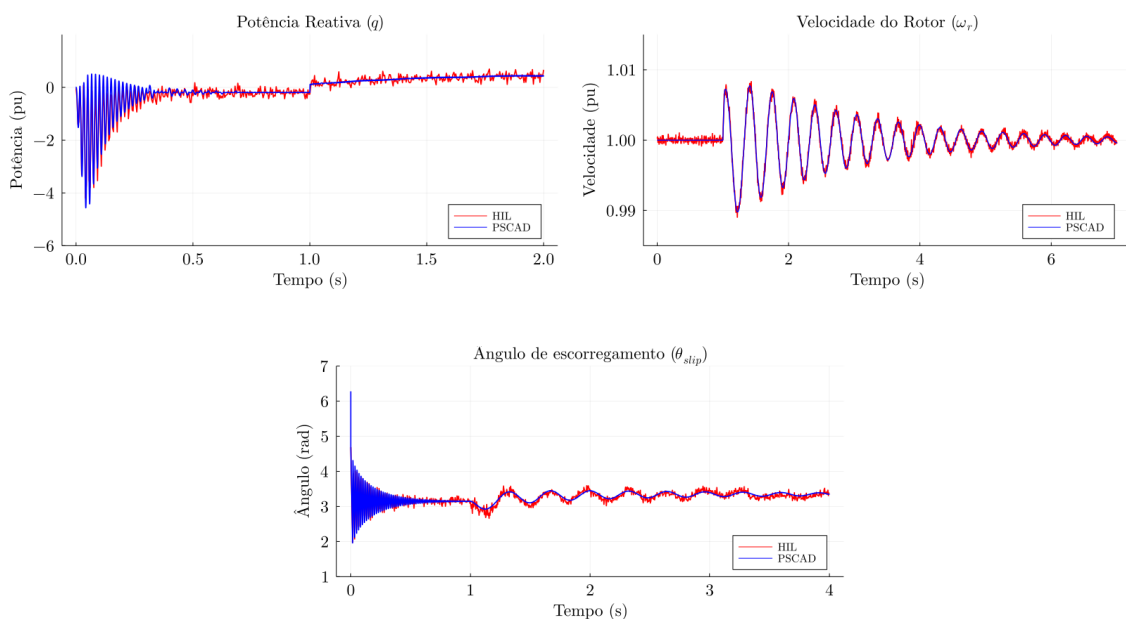 Potência Reativa (q)
Potência (pu)
0
−2
−4
−6
0.0
0.5
1.0
1.5
2.0
Tempo (s)
HIL
PSCAD
Velocidade do Rotor (ωr)
Velocidade (pu)
1.01
1.00
0.99
0
2
4
6
Tempo (s)
HIL
PSCAD
Angulo de escorregamento (θslip)
Ângulo (rad)
7
6
5
4
3
2
1
0
1
2
3
4
Tempo (s)
HIL
PSCAD